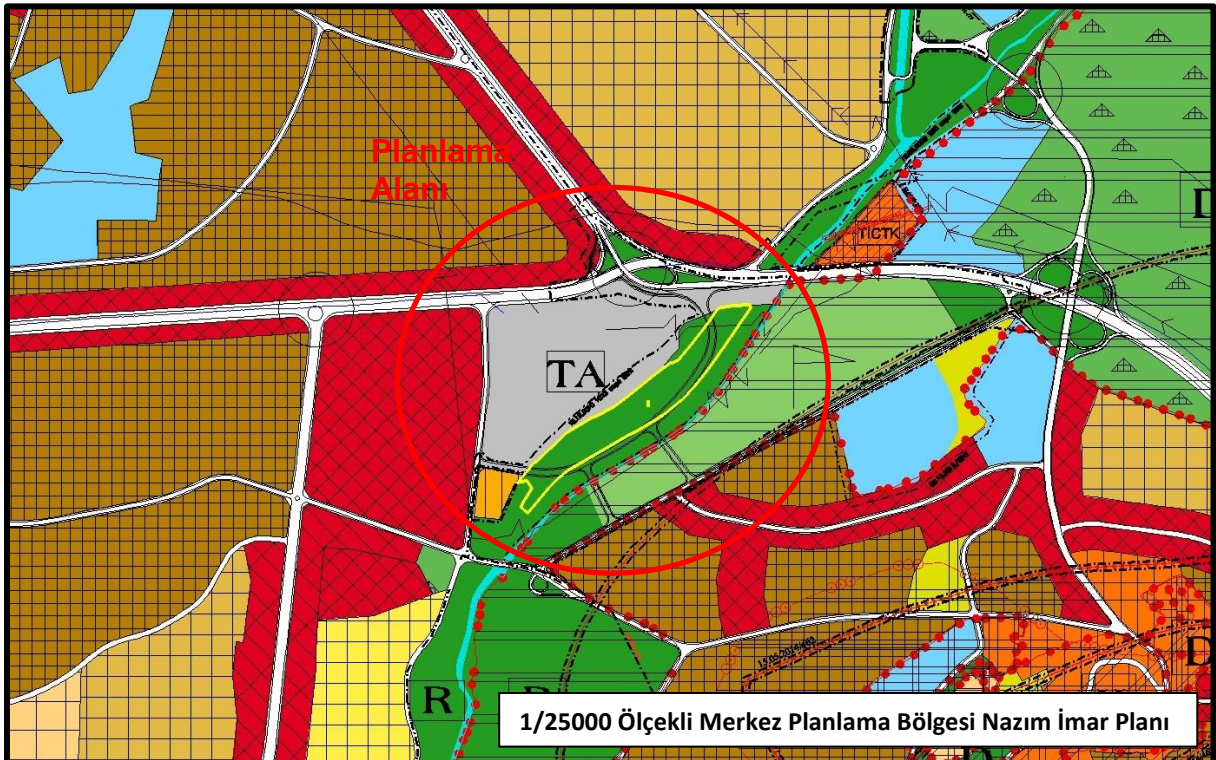 Planlama
Alanı
TİCTK
D
TA
D
R
1/25000 Ölçekli Merkez Planlama Bölgesi Nazım İmar Planı